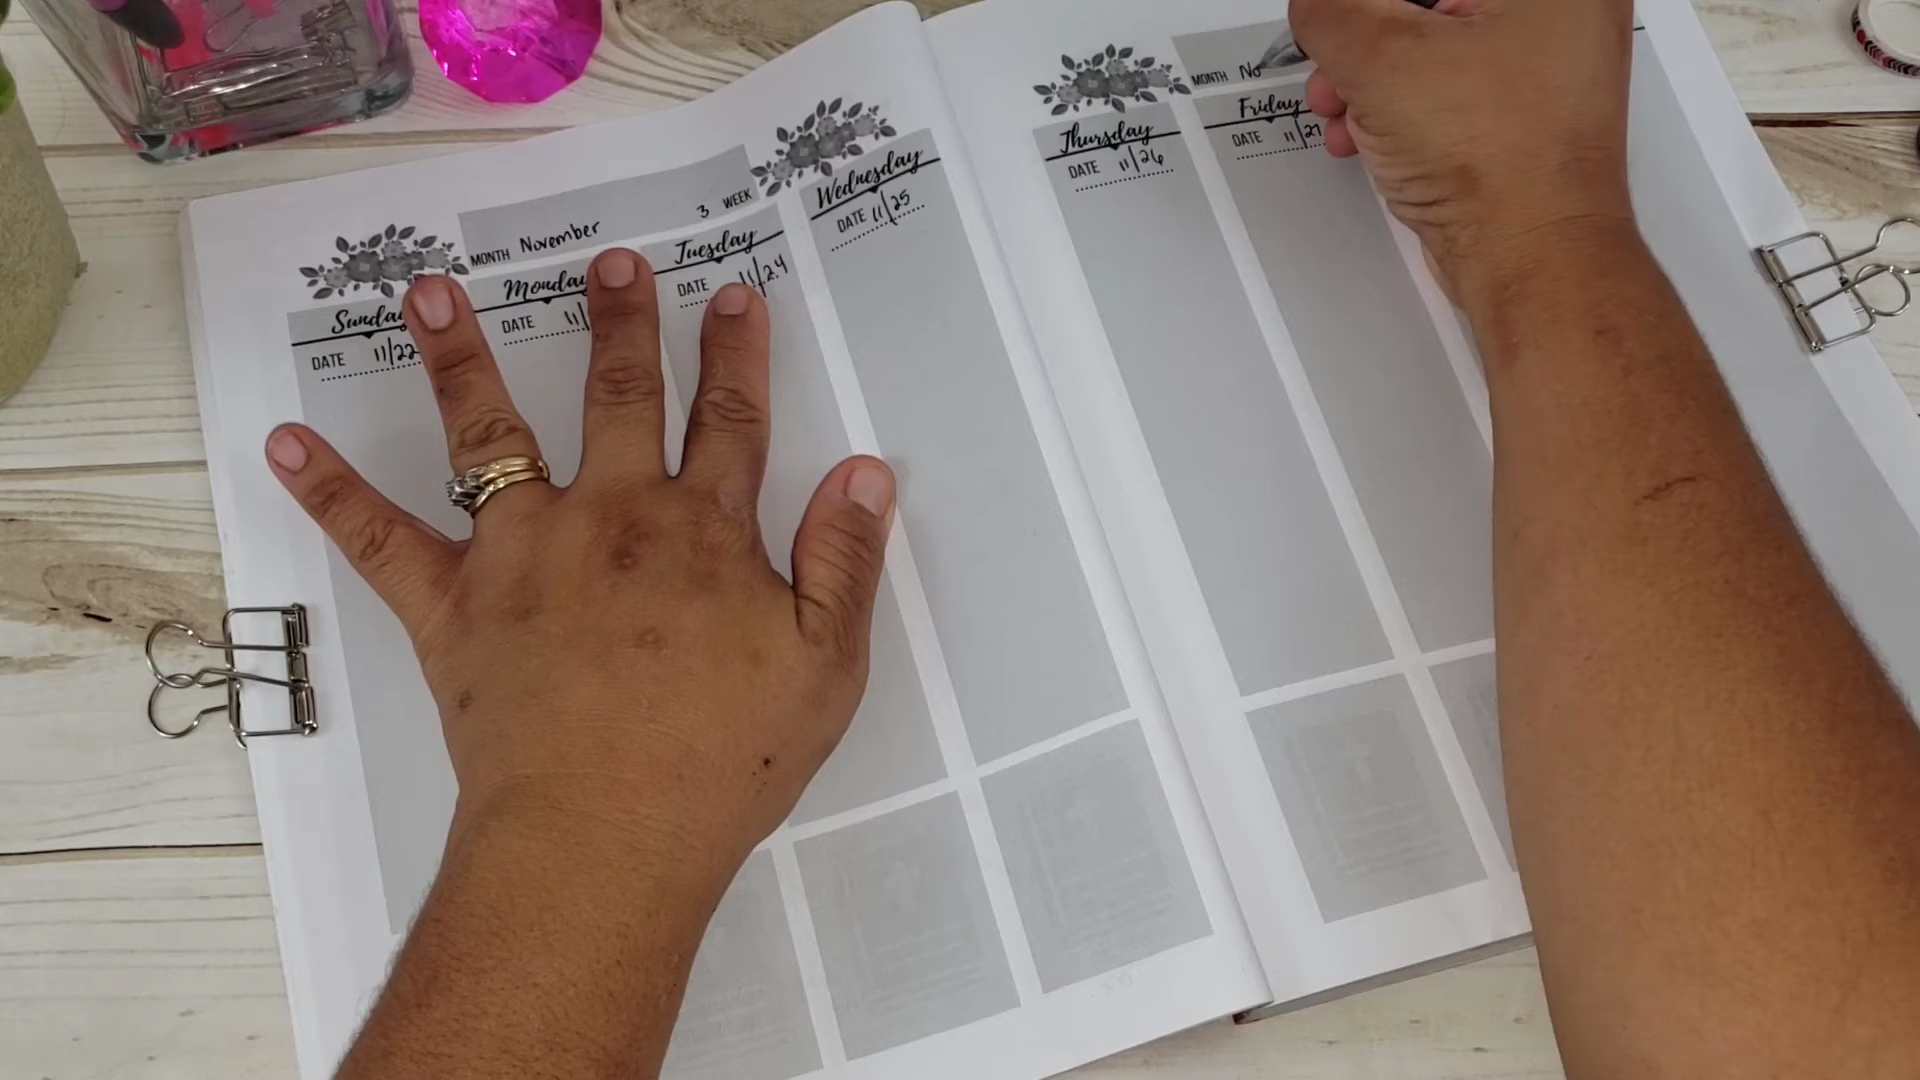 MONTH November 3 WEEK
Sunday
DATE 11/22
Monday
DATE 11/
Tuesday
DATE 11/24
Wednesday
DATE 11/25
Thursday
DATE 11/26
MONTH No
Friday
DATE 11/27